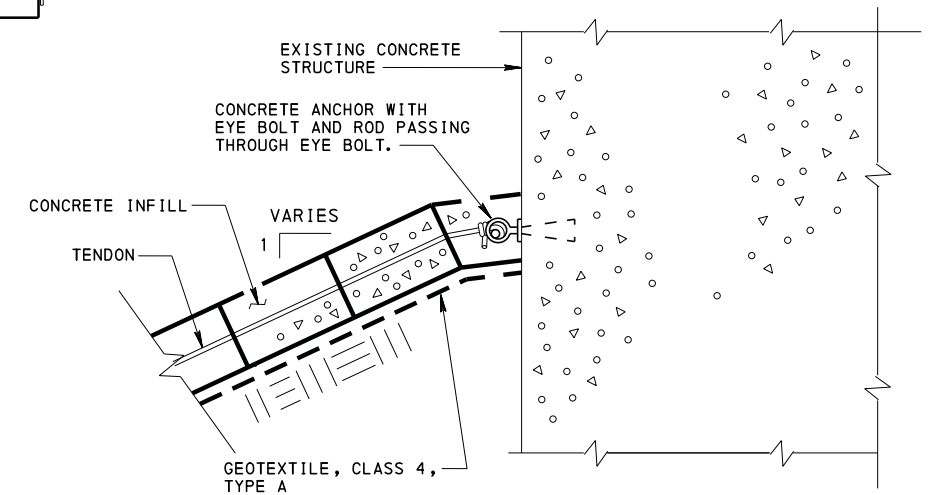 EXISTING CONCRETE
STRUCTURE
CONCRETE ANCHOR WITH
EYE BOLT AND ROD PASSING
THROUGH EYE BOLT.
CONCRETE INFILL
VARIES
1
TENDON
GEOTEXTILE, CLASS 4,
TYPE A